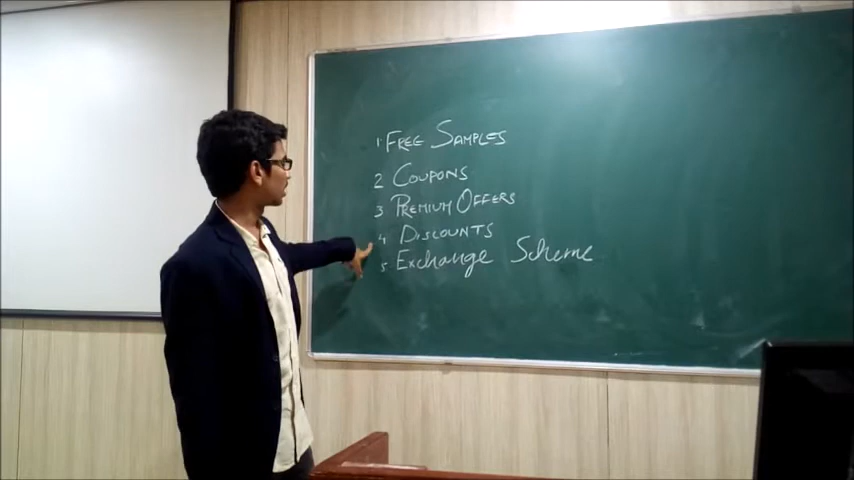 1 FREE SAMPLES
2 COUPONS
3 PREMIUM OFFERS
4 DISCOUNTS
5 Exchange Scheme